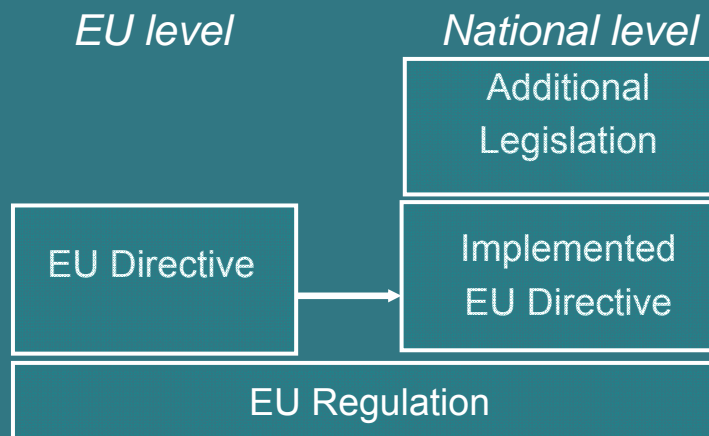 EU level
National level
Additional
Legislation
EU Directive
Implemented
EU Directive
EU Regulation